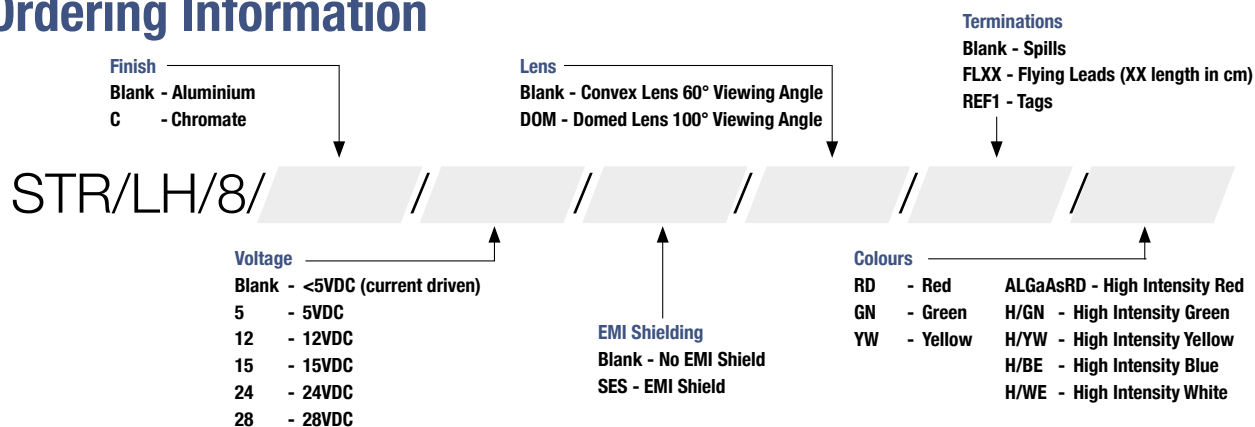 Ordering Information
Finish
Blank - Aluminium
C - Chromate
Lens
Blank - Convex Lens 60° Viewing Angle
DOM - Domed Lens 100° Viewing Angle
Terminations
Blank - Spills
FLXX - Flying Leads (XX length in cm)
REF1 - Tags
STR/LH/8/ / / / / /
Voltage
Blank - <5VDC (current driven)
5 - 5VDC
12 - 12VDC
15 - 15VDC
24 - 24VDC
28 - 28VDC
EMI Shielding
Blank - No EMI Shield
SES - EMI Shield
Colours
RD - Red
GN - Green
YW - Yellow
ALGaAsRD - High Intensity Red
H/GN - High Intensity Green
H/YW - High Intensity Yellow
H/BE - High Intensity Blue
H/WE - High Intensity White